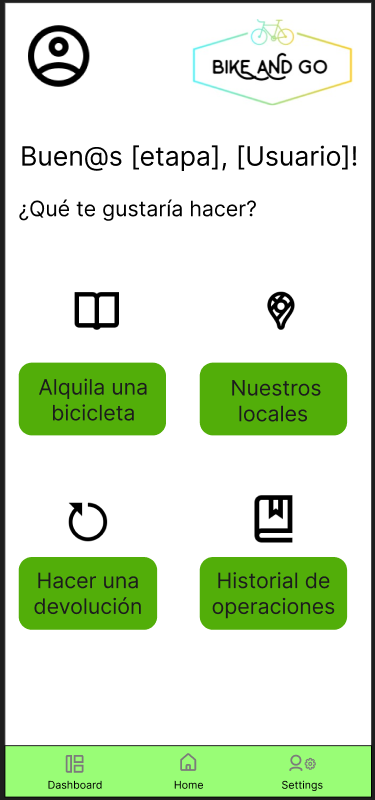 BIKE AND GO
Buen@s [etapa], [Usuario]!
¿Qué te gustaría hacer?
Alquila una
bicicleta
Nuestros
locales
Hacer una
devolución
Historial de
operaciones
Dashboard
Home
Settings